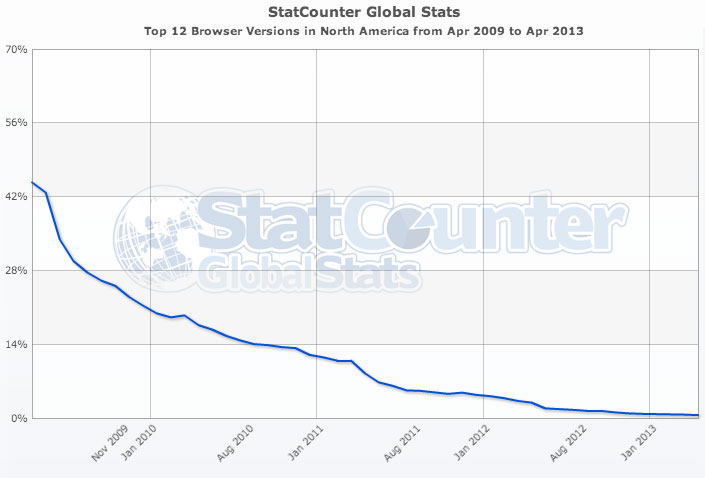 StatCounter Global Stats
Top 12 Browser Versions in North America from Apr 2009 to Apr 2013
70%
56%
42%
28%
14%
0%
StatCounter
GlobalStats
Nov 2009
Jan 2010
Aug 2010
Jan 2011
Aug 2011
Jan 2012
Aug 2012
Jan 2013